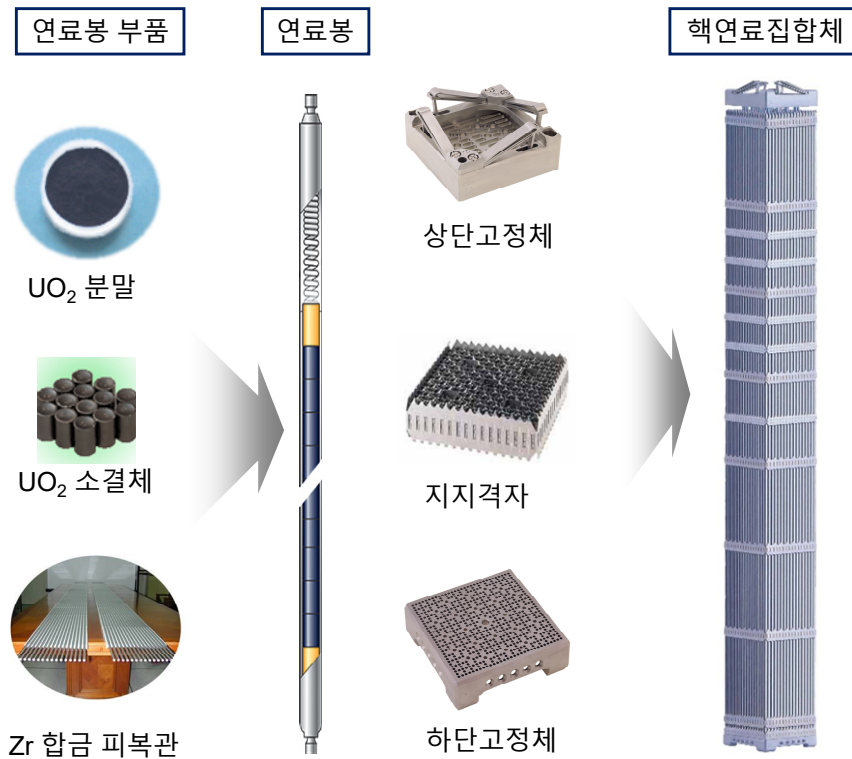 연료봉 부품
연료봉
핵연료집합체
UO₂ 분말
UO₂ 소결체
Zr 합금 피복관
상단고정체
지지격자
하단고정체